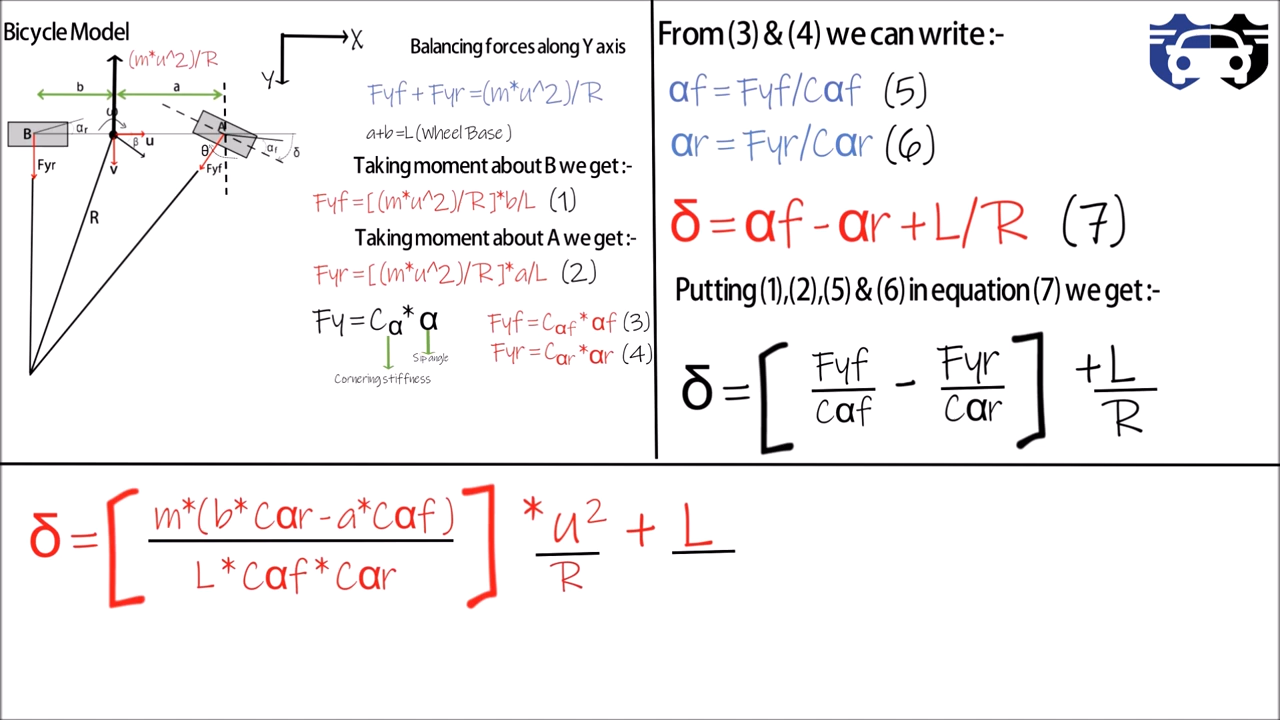 Bicycle Model
(m*u^2)/R
X
Y
b
a
ω
B
αr
β
u
A
αf
δ
θ
Fyr
v
Fyf
R
Balancing forces along Y axis
Fyf + Fyr = (m*u^2)/R
a+b=L (Wheel Base)
Taking moment about B we get :-
Fyf = [(m*u^2)/R]*b/L (1)
Taking moment about A we get :-
Fyr = [(m*u^2)/R]*a/L (2)
Fy = Cα* α
Fyf = Cαf * αf (3)
Fyr = Cαr *αr (4)
Sip angle
Cornering stiffness
From (3) & (4) we can write :-
αf = Fyf/Cαf (5)
αr = Fyr/Cαr (6)
δ = αf - αr + L/R (7)
Putting (1),(2),(5) & (6) in equation (7) we get :-
δ = [ Fyf/Cαf - Fyr/Cαr ] + L/R
δ = [ m*(b*Cαr - a*Cαf) / L*Cαf*Cαr ] * u²/R + L